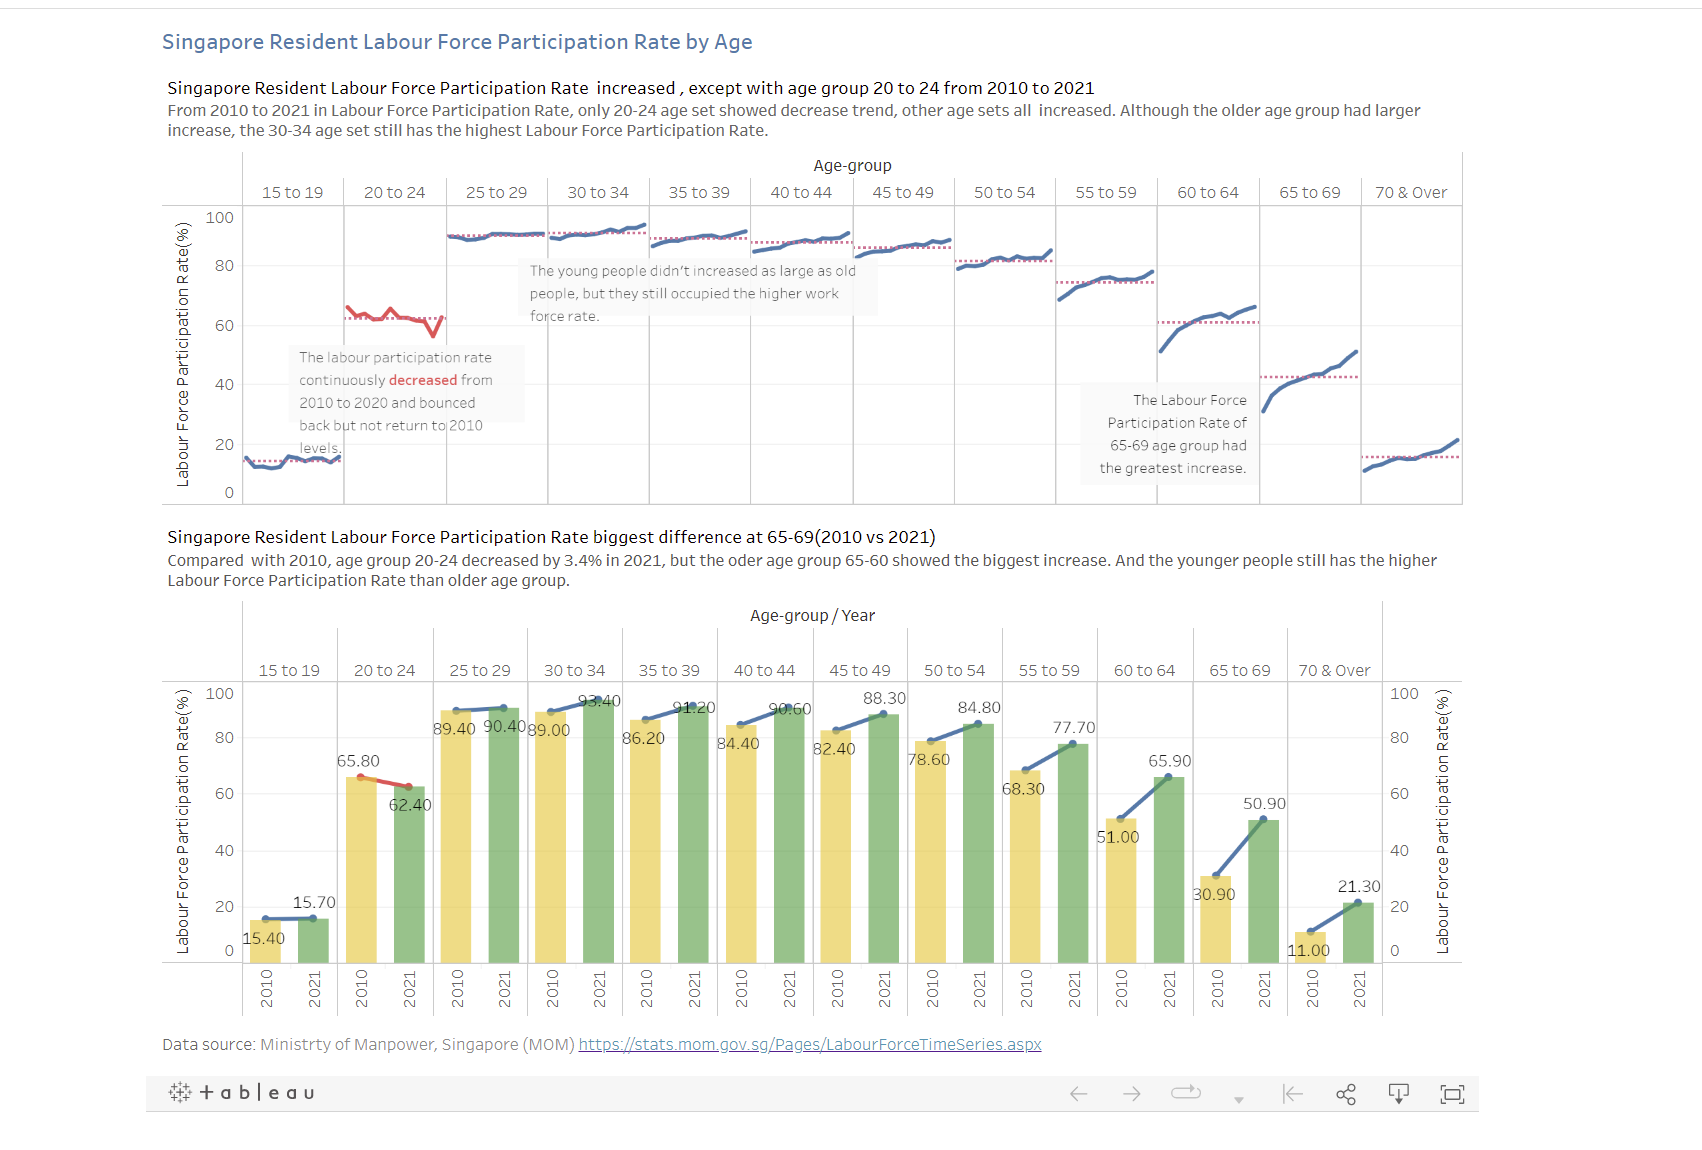 Singapore Resident Labour Force Participation Rate by Age
Singapore Resident Labour Force Participation Rate  increased , except with age group 20 to 24 from 2010 to 2021
From 2010 to 2021 in Labour Force Participation Rate, only 20-24 age set showed decrease trend, other age sets all  increased. Although the older age group had larger
increase, the 30-34 age set still has the highest Labour Force Participation Rate.
Age-group
15 to 19 20 to 24 25 to 29 30 to 34 35 to 39 40 to 44 45 to 49 50 to 54 55 to 59 60 to 64 65 to 69 70 & Over
Labour Force Participation Rate(%)
100
80
60
40
20
0
The young people didn't increased as large as old
people, but they still occupied the higher work
force rate.
The labour participation rate
continuously decreased from
2010 to 2020 and bounced
back but not return to 2010
levels.
The Labour Force
Participation Rate of
65-69 age group had
the greatest increase.
Singapore Resident Labour Force Participation Rate biggest difference at 65-69(2010 vs 2021)
Compared  with 2010, age group 20-24 decreased by 3.4% in 2021, but the oder age group 65-60 showed the biggest increase. And the younger people still has the higher
Labour Force Participation Rate than older age group.
Age-group / Year
15 to 19 20 to 24 25 to 29 30 to 34 35 to 39 40 to 44 45 to 49 50 to 54 55 to 59 60 to 64 65 to 69 70 & Over
Labour Force Participation Rate(%)
100
80
60
40
20
0
15.40 15.70
65.80 62.40
89.40 90.40
89.00 93.40
86.20 91.20
84.40 90.60
82.40 88.30
78.60 84.80
68.30 77.70
51.00 65.90
30.90 50.90
11.00 21.30
100
80
60
40
20
0
Labour Force Participation Rate(%)
2010 2021 2010 2021 2010 2021 2010 2021 2010 2021 2010 2021 2010 2021 2010 2021 2010 2021 2010 2021 2010 2021 2010 2021
Data source: Ministrty of Manpower, Singapore (MOM) https://stats.mom.gov.sg/Pages/LabourForceTimeSeries.aspx
+ a b l e a u